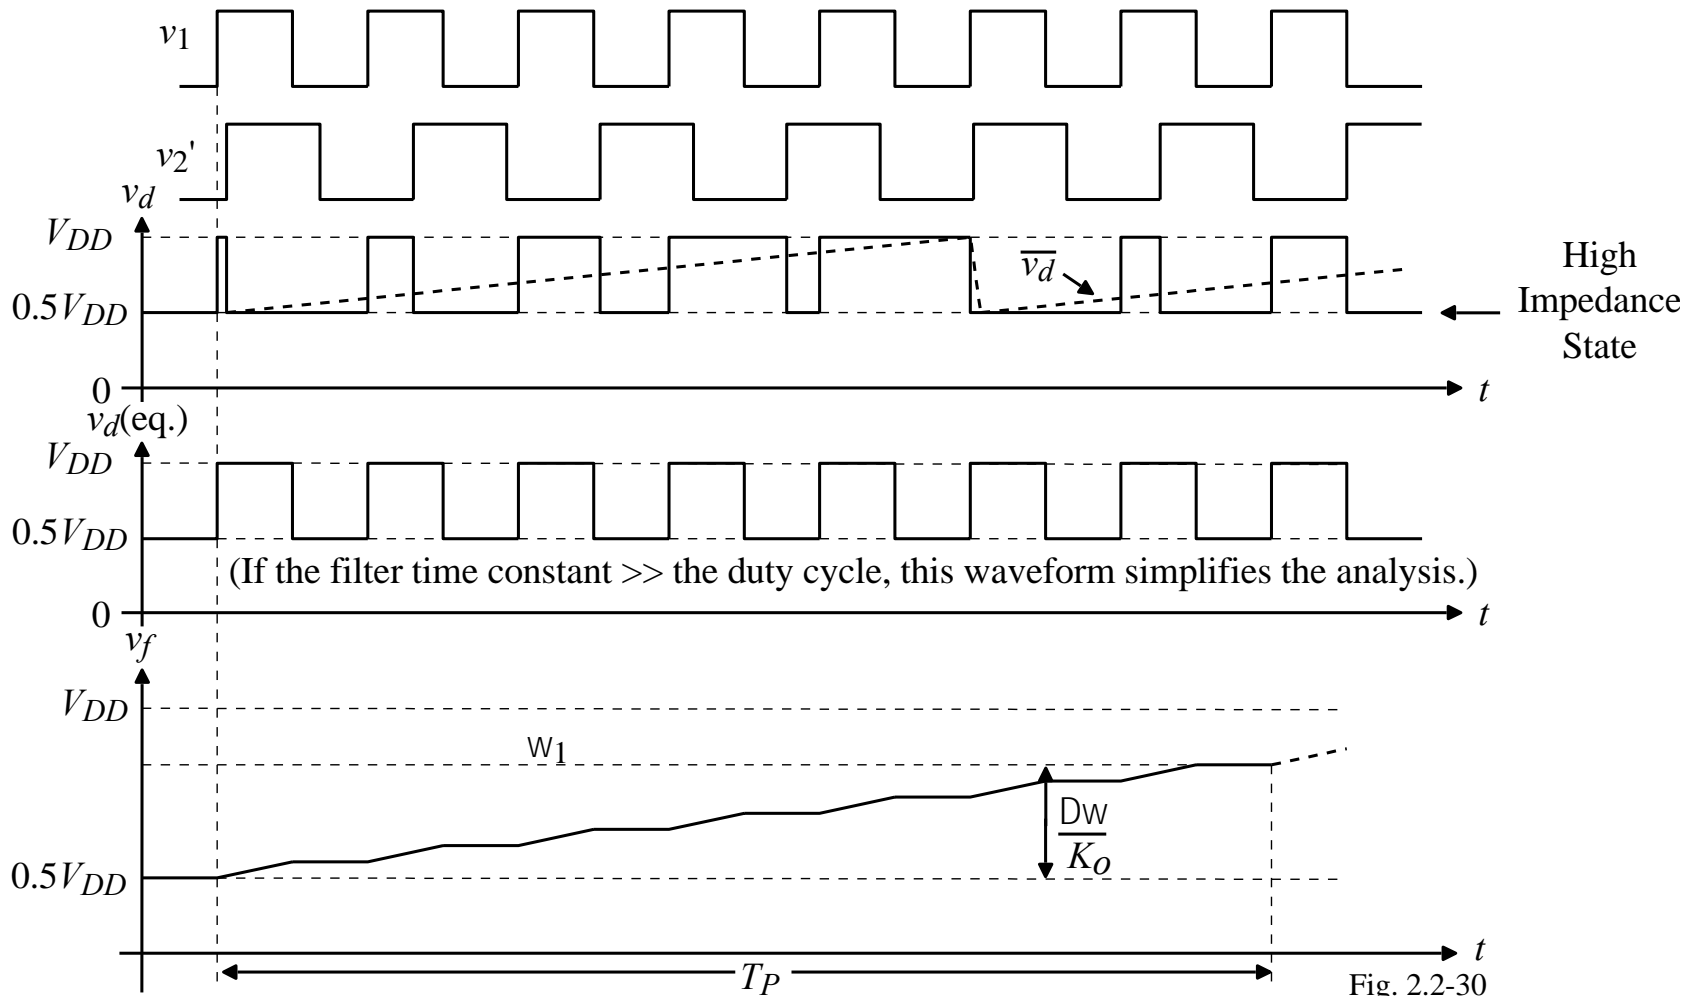 v1
v2'
vd
VDD
0.5VDD
0
t
vd
High
Impedance
State
vd(eq.)
VDD
0.5VDD
(If the filter time constant >> the duty cycle, this waveform simplifies the analysis.)
0
t
vf
VDD
w1
Dw
Ko
0.5VDD
t
TP
Fig. 2.2-30